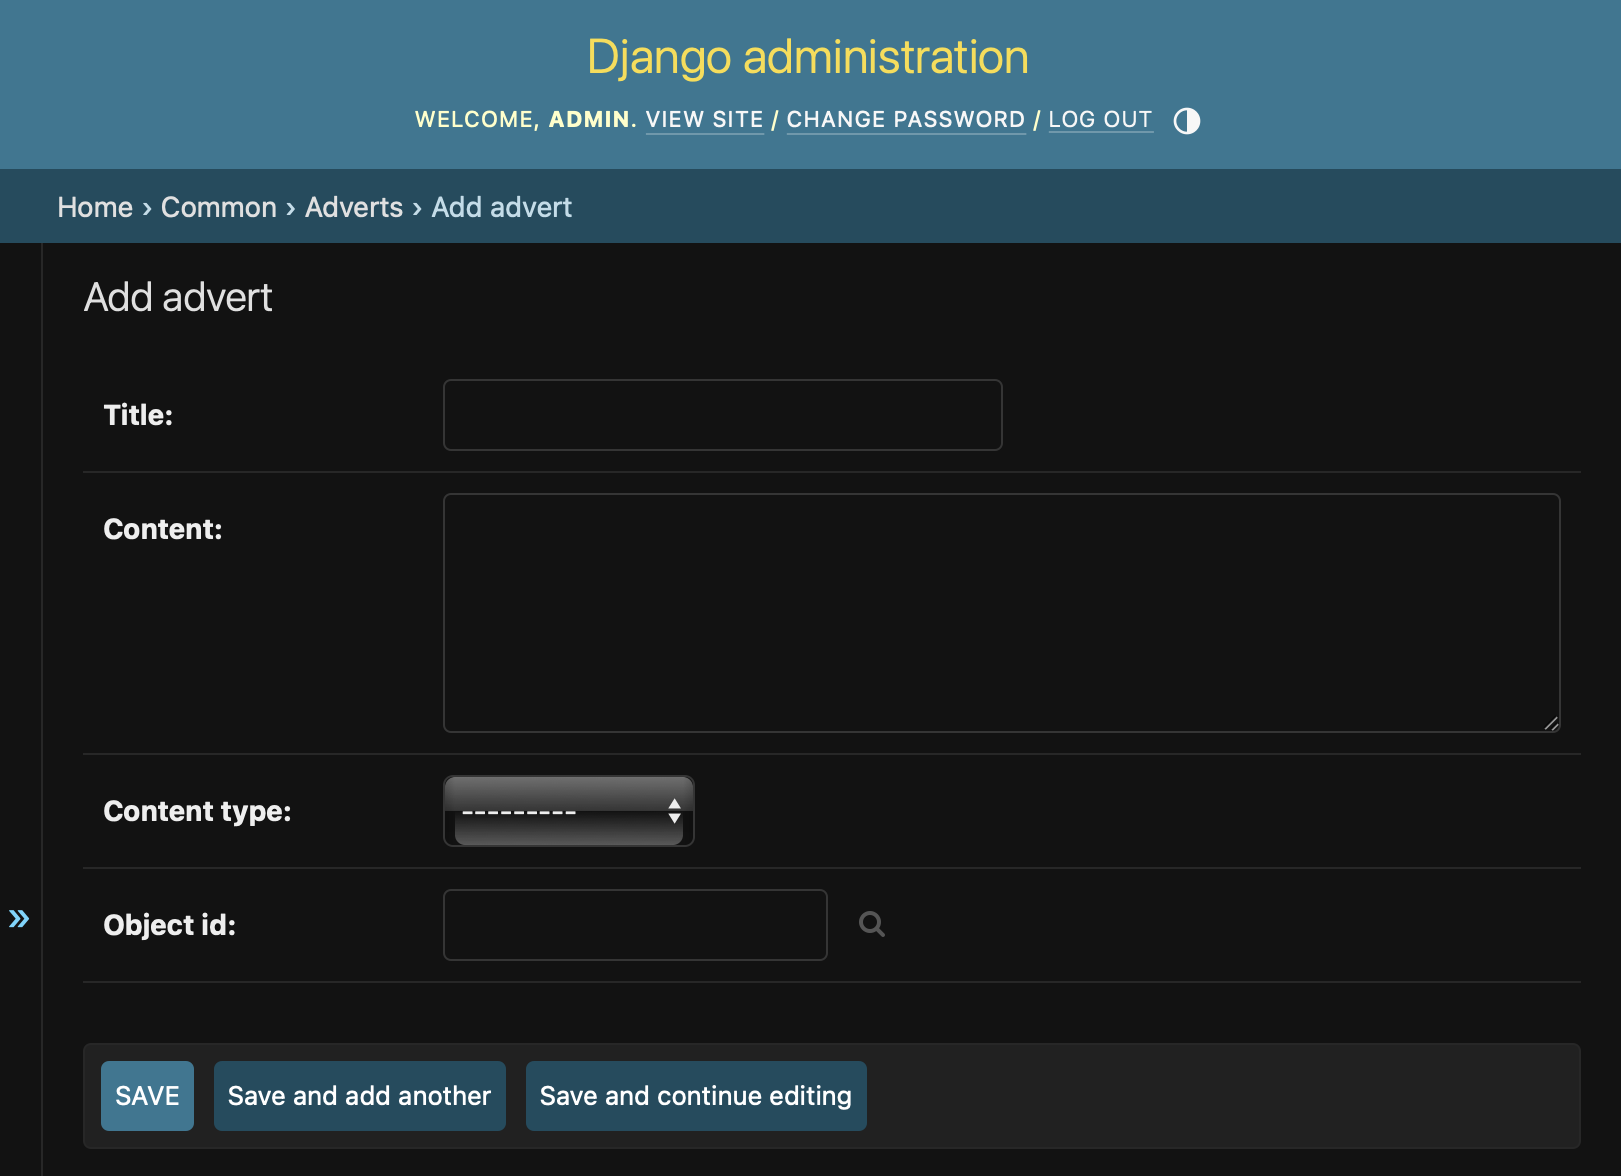 Django administration
WELCOME, ADMIN. VIEW SITE / CHANGE PASSWORD / LOG OUT
Home › Common › Adverts › Add advert
Add advert
Title:
Content:
Content type:
---------
Object id:
»
SAVE
Save and add another
Save and continue editing